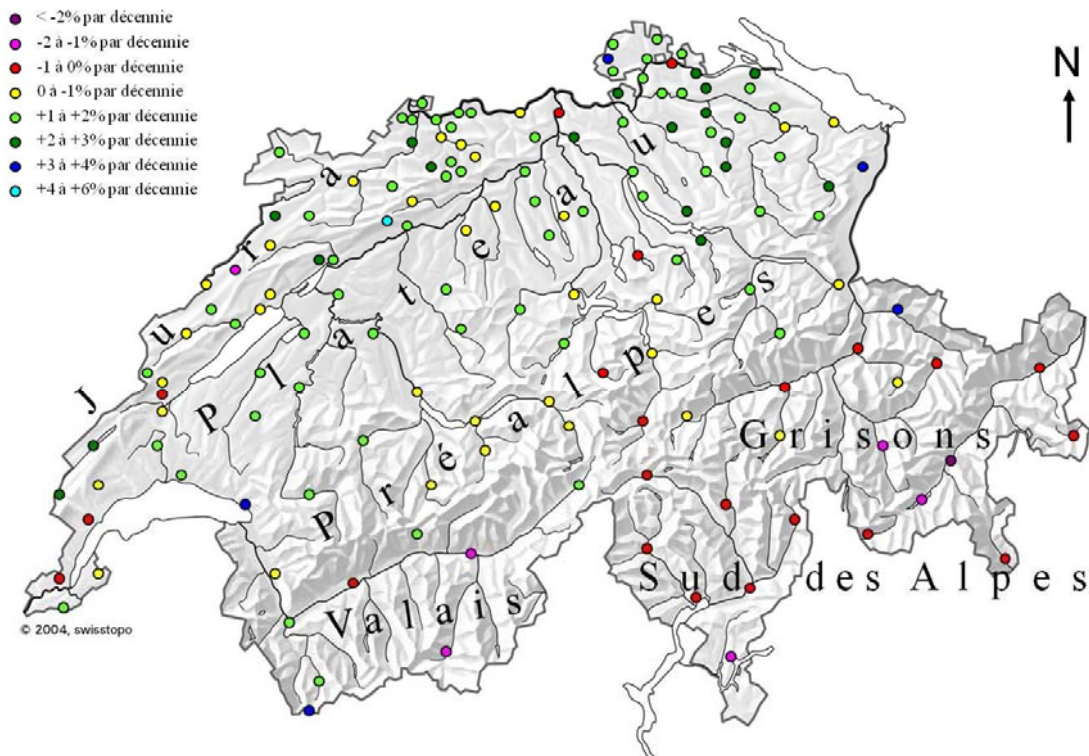 < -2% par décennie
-2 à -1% par décennie
-1 à 0% par décennie
0 à -1% par décennie
+1 à +2% par décennie
+2 à +3% par décennie
+3 à +4% par décennie
+4 à +6% par décennie
N
Jura
Plateau
Préalpes
Grisons
Valais
Sud des Alpes
© 2004, swisstopo